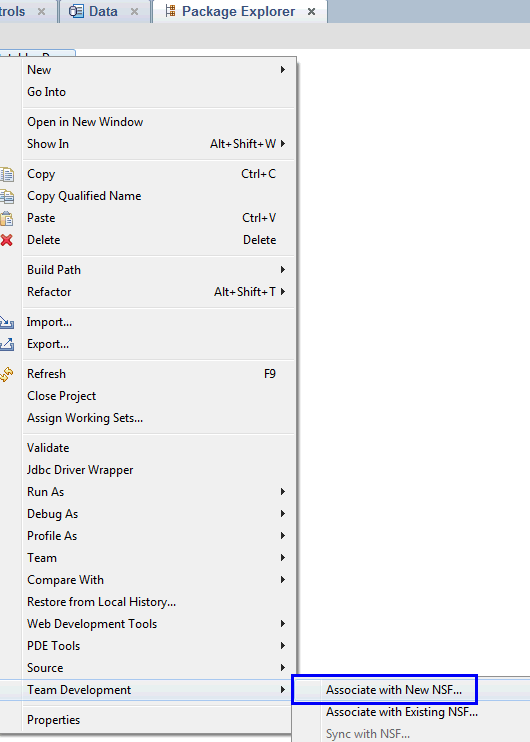 trols
Data
Package Explorer
New
Go Into
Open in New Window
Show In Alt+Shift+W
Copy Ctrl+C
Copy Qualified Name
Paste Ctrl+V
Delete Delete
Build Path
Refactor Alt+Shift+T
Import...
Export...
Refresh F9
Close Project
Assign Working Sets...
Validate
Jdbc Driver Wrapper
Run As
Debug As
Profile As
Team
Compare With
Restore from Local History...
Web Development Tools
PDE Tools
Source
Team Development
Associate with New NSF...
Associate with Existing NSF...
Sync with NSF...
Properties